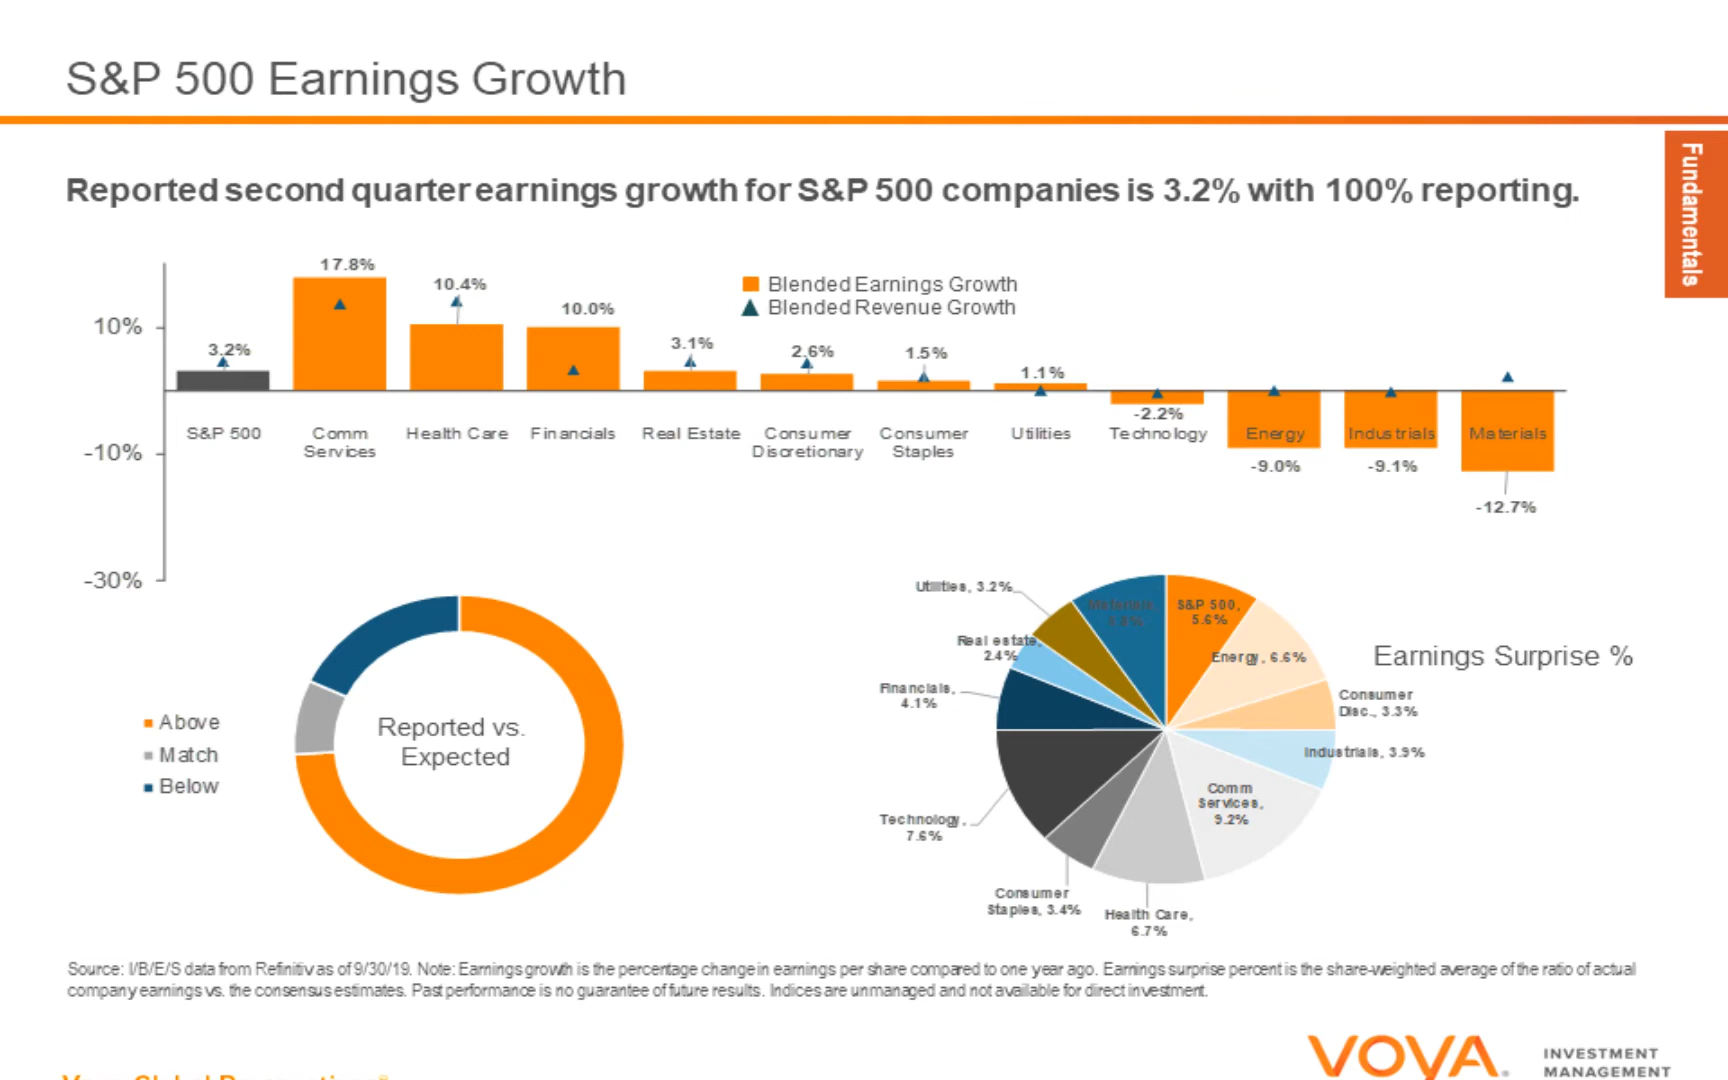 S&P 500 Earnings Growth
Fundamentals
Reported second quarter earnings growth for S&P 500 companies is 3.2% with 100% reporting.
Blended Earnings Growth
Blended Revenue Growth
10%
-10%
-30%
3.2%
17.8%
10.4%
10.0%
3.1%
2.6%
1.5%
1.1%
-2.2%
-9.0%
-9.1%
-12.7%
S&P 500
Comm
Services
Health Care
Financials
Real Estate
Consumer
Discretionary
Consumer
Staples
Utilities
Technology
Energy
Industrials
Materials
Above
Match
Below
Reported vs.
Expected
Earnings Surprise %
S&P 500,
5.6%
Energy, 6.6%
Consumer
Disc., 3.3%
Industrials, 3.9%
Comm
Services,
9.2%
Health Care,
6.7%
Consumer
Staples, 3.4%
Technology,
7.6%
Financials,
4.1%
Real estate,
2.4%
Utilities, 3.2%
Materials,
Source: I/B/E/S data from Refinitiv as of 9/30/19. Note: Earnings growth is the percentage change in earnings per share compared to one year ago. Earnings surprise percent is the share-weighted average of the ratio of actual
company earnings vs. the consensus estimates. Past performance is no guarantee of future results. Indices are unmanaged and not available for direct investment.
VOYA
INVESTMENT
MANAGEMENT